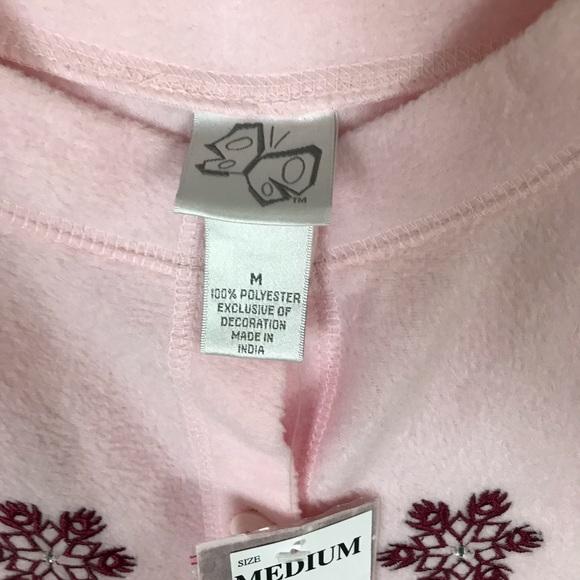 TM
M
100% POLYESTER
EXCLUSIVE OF
DECORATION
MADE IN
INDIA
SIZE
MEDIUM